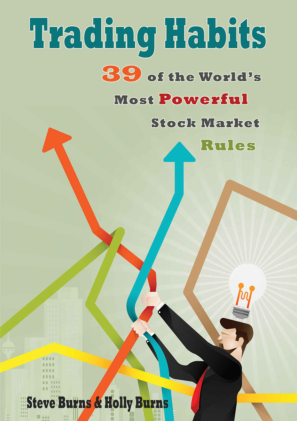 Trading Habits
39 of the World's
Most Powerful
Stock Market
Rules
Steve Burns & Holly Burns